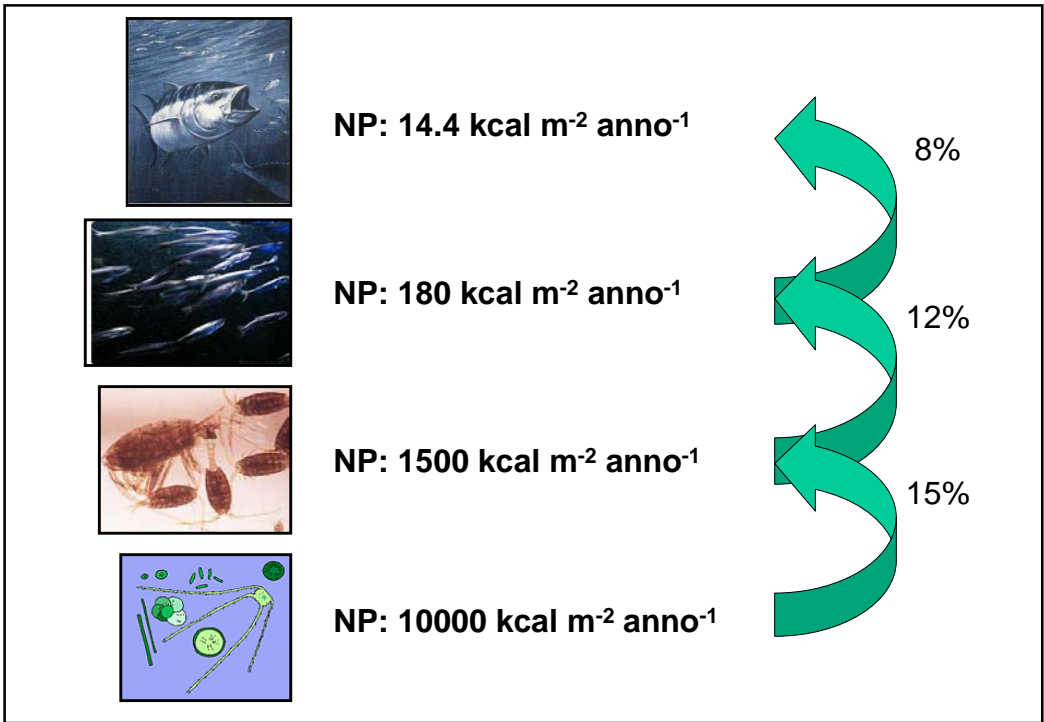 NP: 14.4 kcal m-2 anno-1
8%
NP: 180 kcal m-2 anno-1
12%
NP: 1500 kcal m-2 anno-1
15%
NP: 10000 kcal m-2 anno-1